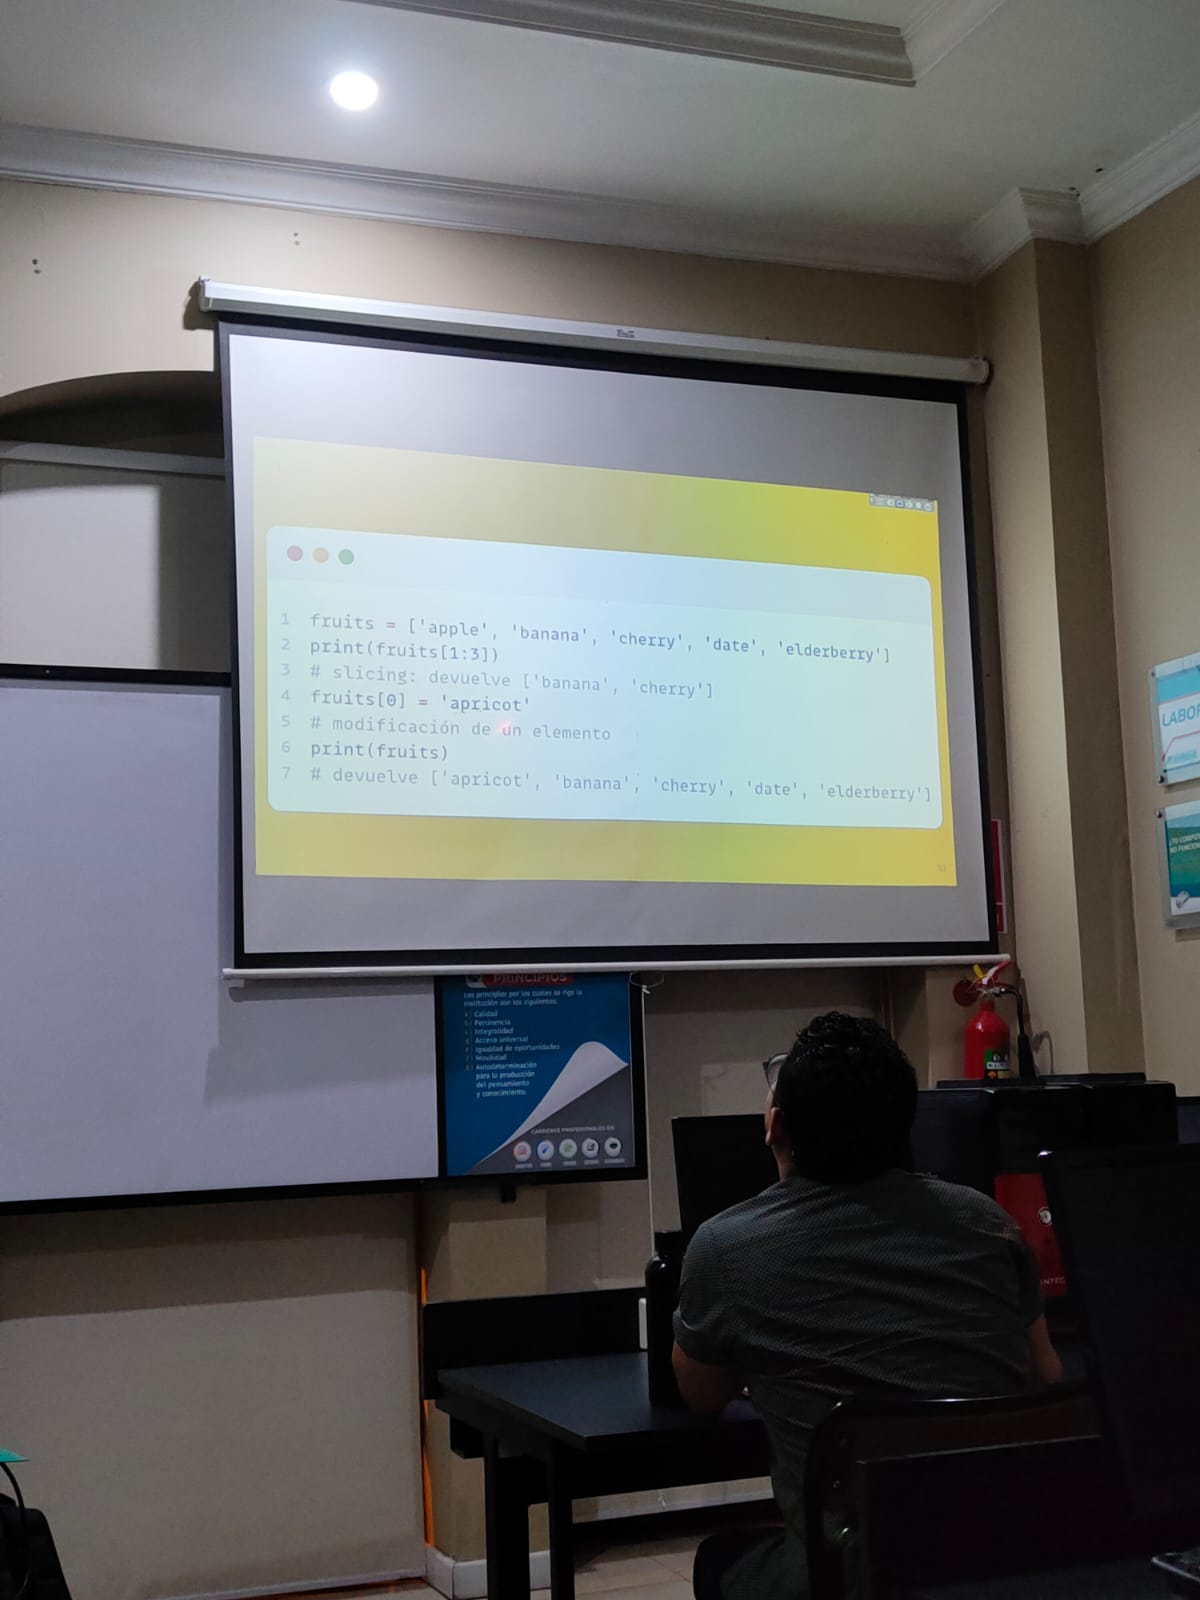 1 fruits = ['apple', 'banana', 'cherry', 'date', 'elderberry']
2 print(fruits[1:3])
3 # slicing: devuelve ['banana', 'cherry']
4 fruits[0] = 'apricot'
5 # modificación de un elemento
6 print(fruits)
7 # devuelve ['apricot', 'banana', 'cherry', 'date', 'elderberry']
PRINCIPIOS
Los principios por los cuales se rige la
institución son los siguientes:
Calidad
Pertinencia
Integralidad
Acceso universal
Igualdad de oportunidades
Movilidad
Autodeterminación
para la producción
del pensamiento
y conocimiento.
CARRERAS PROFESIONALES EN
LABOR